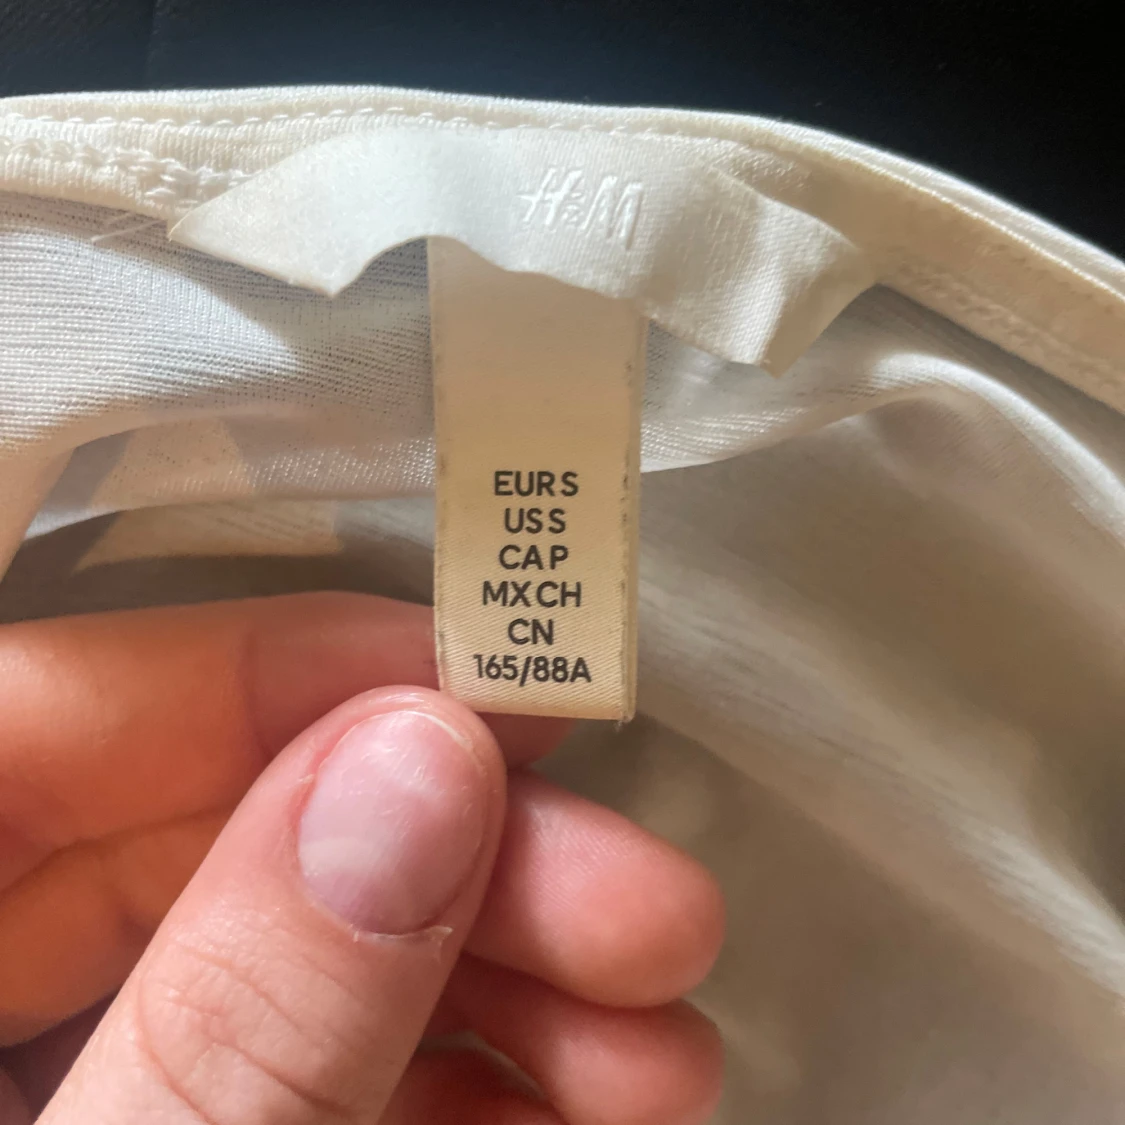 H&M
EUR S
US S
CA P
MX CH
CN
165/88A